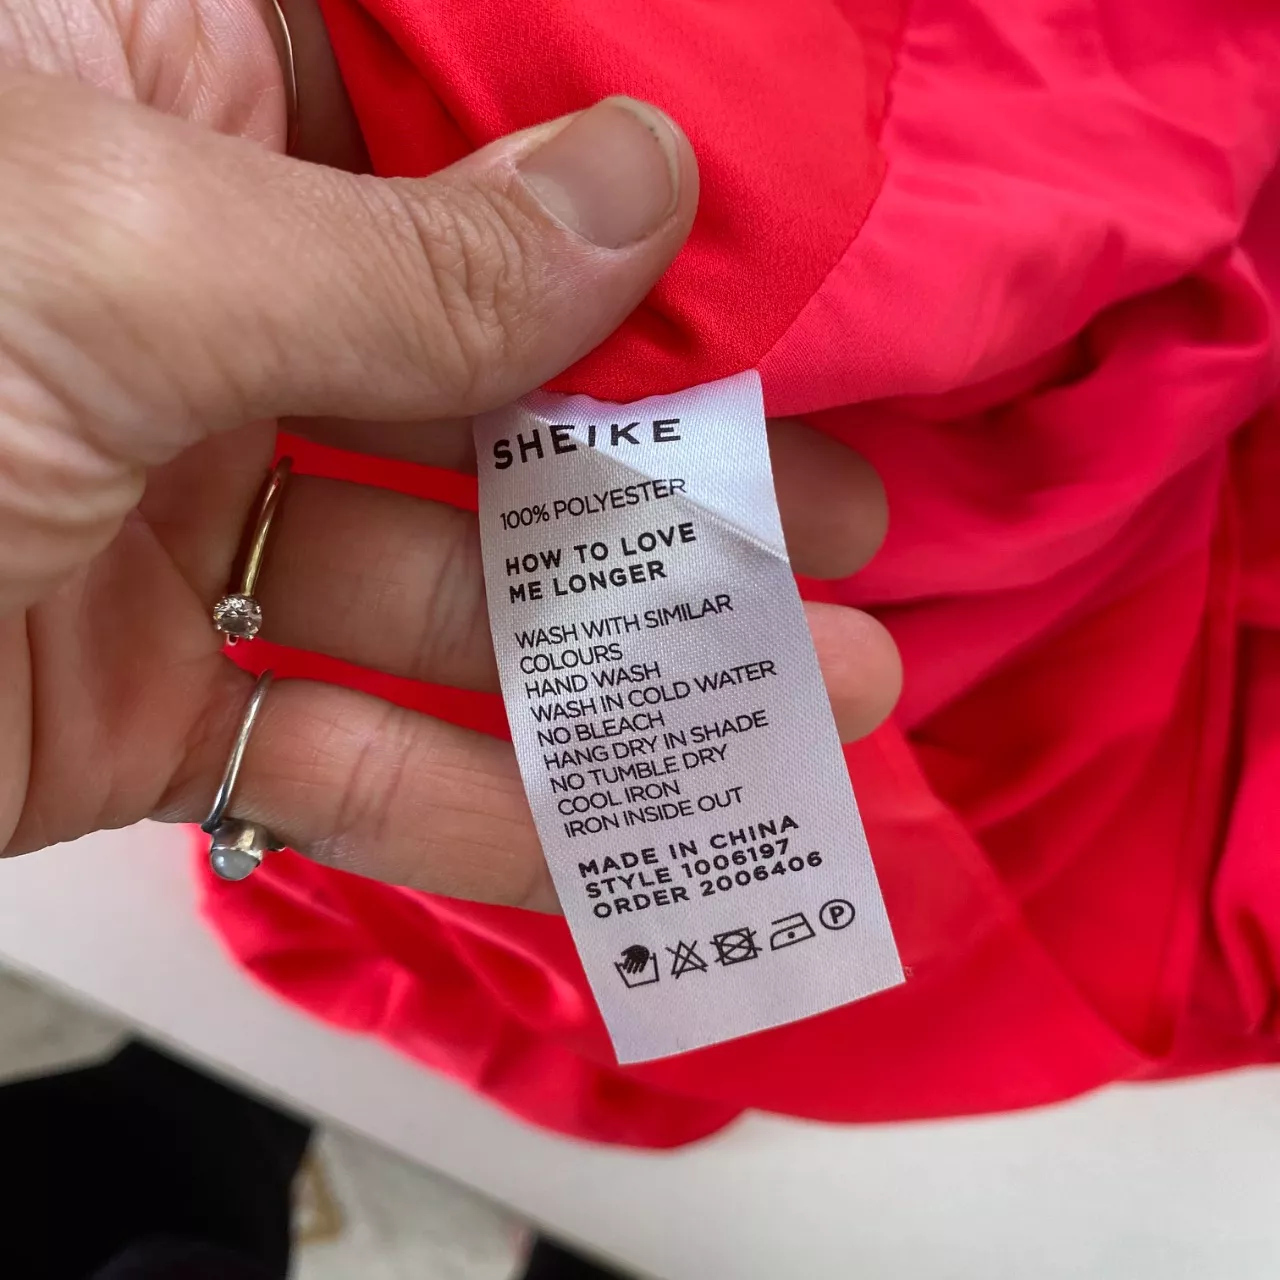 SHEIKE
100% POLYESTER
HOW TO LOVE
ME LONGER
WASH WITH SIMILAR
COLOURS
HAND WASH
WASH IN COLD WATER
NO BLEACH
HANG DRY IN SHADE
NO TUMBLE DRY
COOL IRON
IRON INSIDE OUT
MADE IN CHINA
STYLE 1006197
ORDER 2006406
P